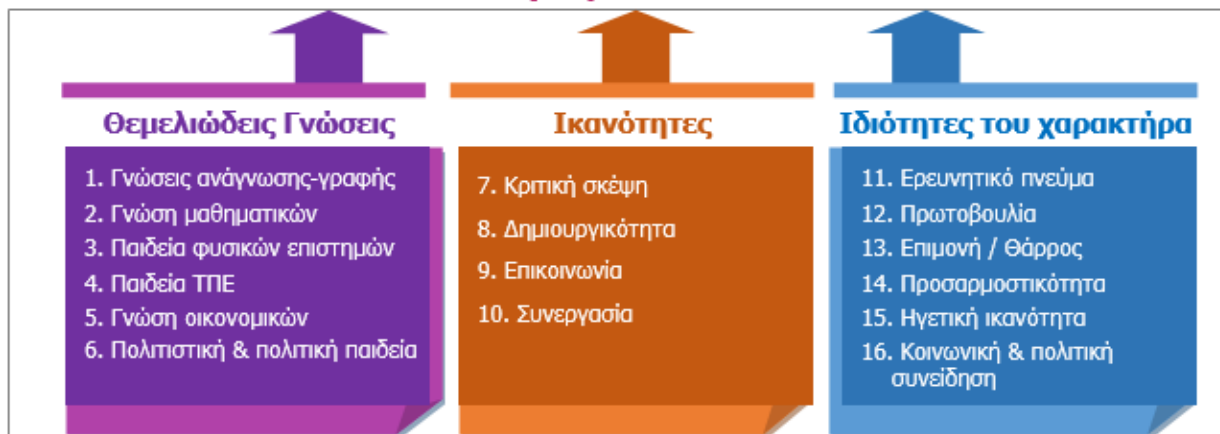 Θεμελιώδεις Γνώσεις
1. Γνώσεις ανάγνωσης-γραφής
2. Γνώση μαθηματικών
3. Παιδεία φυσικών επιστημών
4. Παιδεία ΤΠΕ
5. Γνώση οικονομικών
6. Πολιτιστική & πολιτική παιδεία
Ικανότητες
7. Κριτική σκέψη
8. Δημιουργικότητα
9. Επικοινωνία
10. Συνεργασία
Ιδιότητες του χαρακτήρα
11. Ερευνητικό πνεύμα
12. Πρωτοβουλία
13. Επιμονή / Θάρρος
14. Προσαρμοστικότητα
15. Ηγετική ικανότητα
16. Κοινωνική & πολιτική
συνείδηση